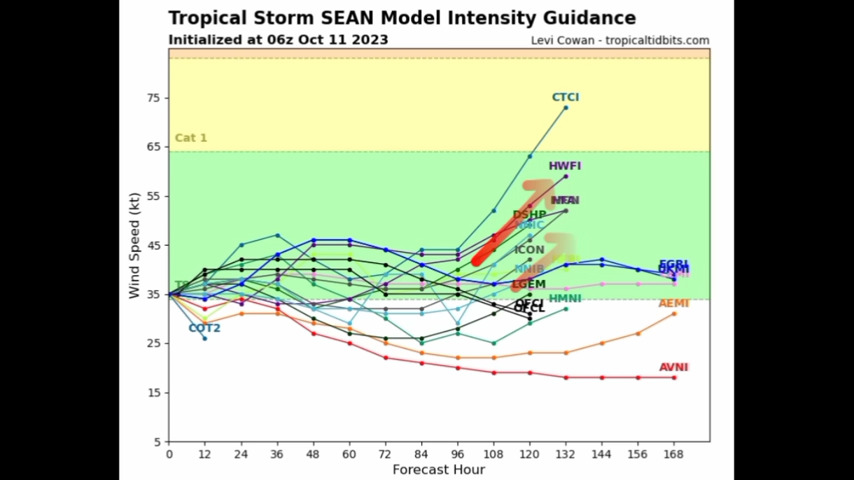 Tropical Storm SEAN Model Intensity Guidance
Initialized at 06z Oct 11 2023
Levi Cowan - tropicaltidbits.com
Wind Speed (kt)
75
65
55
45
35
25
15
5
Cat 1
CTCI
HWFI
DSHP
ICON
NNIB
LGEM
OFCL
HMNI
COT2
EGRI
UKMI
AEMI
AVNI
0 12 24 36 48 60 72 84 96 108 120 132 144 156 168
Forecast Hour